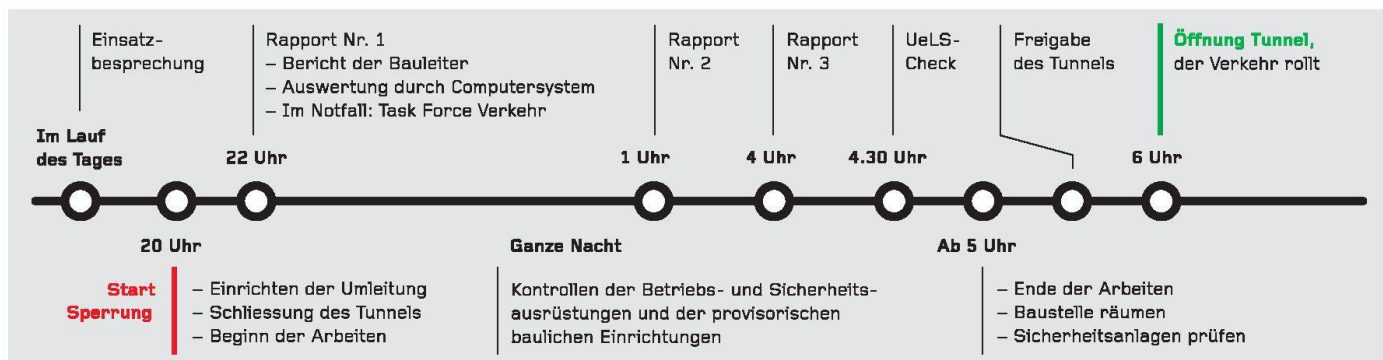 Einsatz-
besprechung
Rapport Nr. 1
– Bericht der Bauleiter
– Auswertung durch Computersystem
– Im Notfall: Task Force Verkehr
Rapport
Nr. 2
Rapport
Nr. 3
UeLS-
Check
Freigabe
des Tunnels
Öffnung Tunnel,
der Verkehr rollt
Im Lauf
des Tages
22 Uhr
1 Uhr
4 Uhr
4.30 Uhr
6 Uhr
20 Uhr
Ganze Nacht
Ab 5 Uhr
Start
Sperrung
– Einrichten der Umleitung
– Schliessung des Tunnels
– Beginn der Arbeiten
Kontrollen der Betriebs- und Sicherheits-
ausrüstungen und der provisorischen
baulichen Einrichtungen
– Ende der Arbeiten
– Baustelle räumen
– Sicherheitsanlagen prüfen